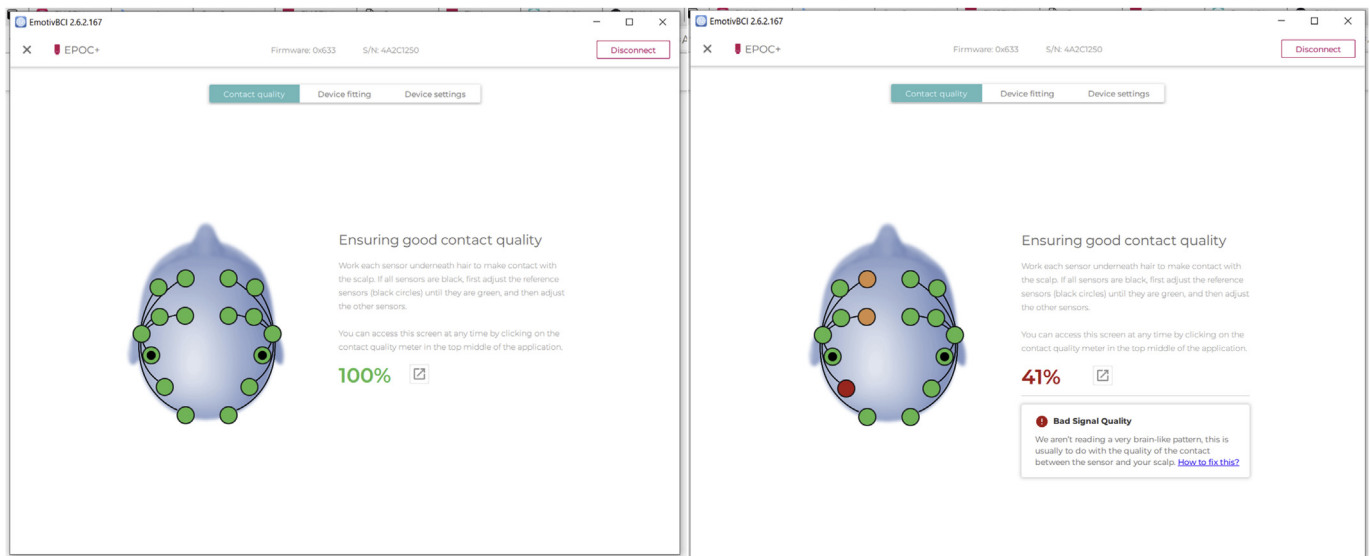 EmotivBCI 2.6.2.167
EPOC+
Firmware: 0x633 S/N: 4A2C1250
Disconnect
Contact quality Device fitting Device settings
Ensuring good contact quality
Work each sensor underneath hair to make contact with
the scalp. If all sensors are black, first adjust the reference
sensors (black circles) until they are green, and then adjust
the other sensors.
You can access this screen at any time by clicking on the
contact quality meter in the top middle of the application.
100%
EmotivBCI 2.6.2.167
EPOC+
Firmware: 0x633 S/N: 4A2C1250
Disconnect
Contact quality Device fitting Device settings
Ensuring good contact quality
Work each sensor underneath hair to make contact with
the scalp. If all sensors are black, first adjust the reference
sensors (black circles) until they are green, and then adjust
the other sensors.
You can access this screen at any time by clicking on the
contact quality meter in the top middle of the application.
41%
Bad Signal Quality
We aren't reading a very brain-like pattern, this is
usually to do with the quality of the contact
between the sensor and your scalp. How to fix this?